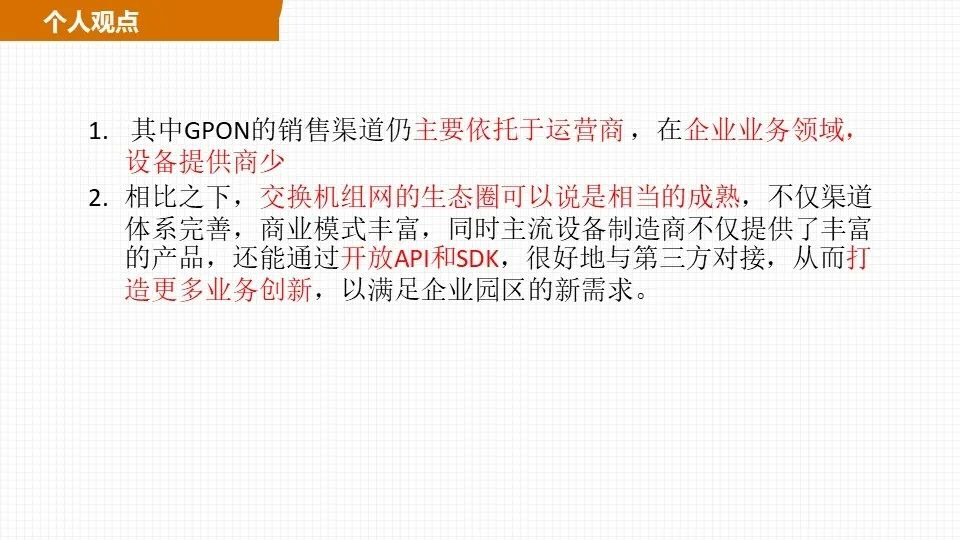 个人观点
1. 其中GPON的销售渠道仍主要依托于运营商，在企业业务领域，
设备提供商少
2. 相比之下，交换机组网的生态圈可以说是相当的成熟，不仅渠道
体系完善，商业模式丰富，同时主流设备制造商不仅提供了丰富
的产品，还能通过开放API和SDK，很好地与第三方对接，从而打
造更多业务创新，以满足企业园区的新需求。